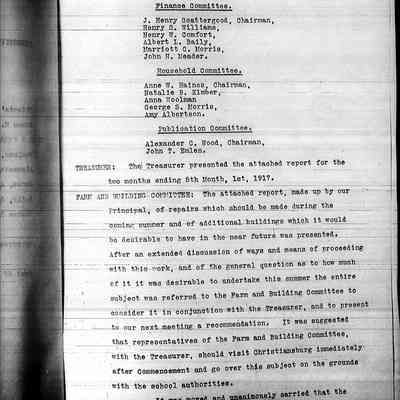 Finance Committee.
J. Henry Scattergood, Chairman,
Henry S. Williams,
Henry W. Comfort,
Albert L. Baily,
Marriott C. Morris,
John H. Meader.
Household Committee.
Anne W. Haines, Chairman,
Natalie B. Kimber,
Anna Woolman
George S. Morris,
Amy Albertson.
Publication Committee.
Alexander C. Wood, Chairman,
John T. Emlen.
TREASURER: The Treasurer presented the attached report for the
two months ending 5th Month, 1st, 1917.
FARM AND BUILDING COMMITTEE: The attached report, made up by our
Principal, of repairs which should be made during the
coming summer and of additional buildings which it would
be desirable to have in the near future was presented.
After an extended discussion of ways and means of proceeding
with this work, and of the general question as to how much
of it it was desirable to undertake this summer the entire
subject was referred to the Farm and Building Committee to
consider it in conjunction with the Treasurer, and to present
to our next meeting a recommendation. It was suggested
that representatives of the Farm and Building Committee,
with the Treasurer, should visit Christiansburg immediately
after Commencement and go over this subject on the grounds
with the school authorities.
It was moved and unanimously carried that the